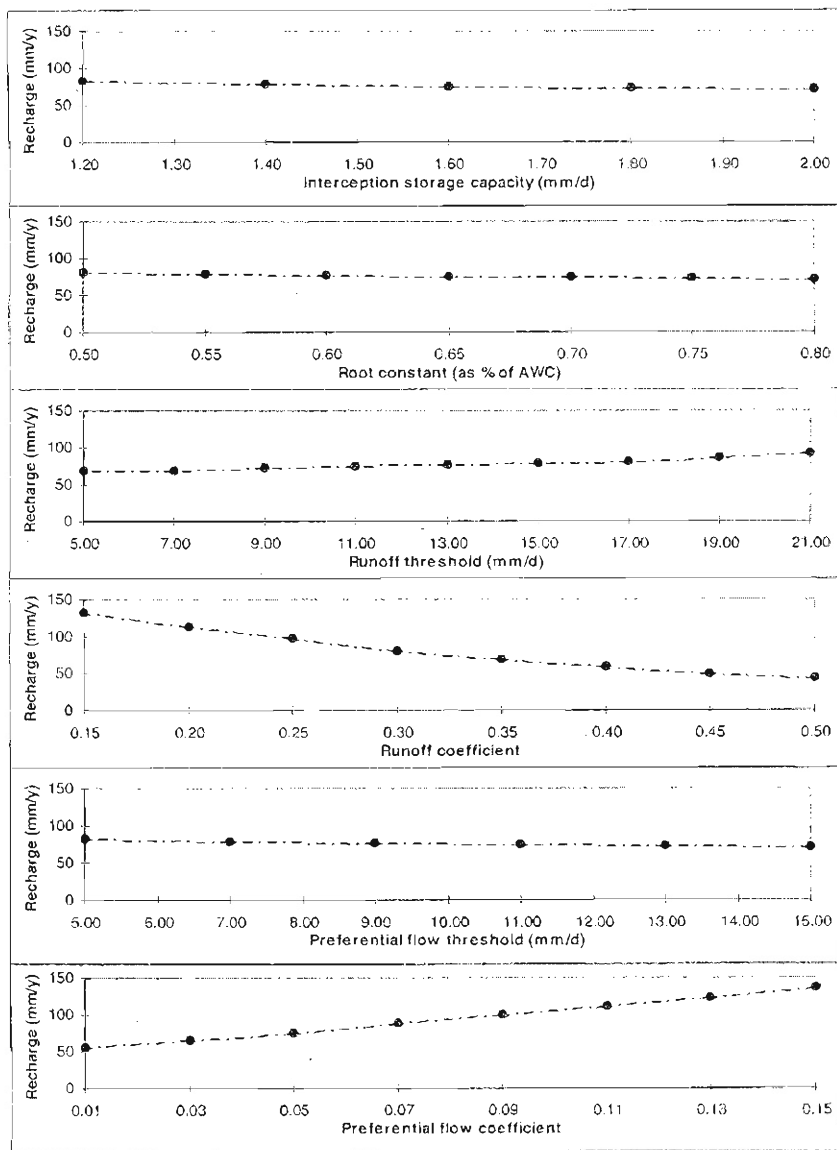 Recharge (mm/y)
150
100
50
0
1.20 1.30 1.40 1.50 1.60 1.70 1.80 1.90 2.00
Interception storage capacity (mm/d)
Recharge (mm/y)
150
100
50
0
0.50 0.55 0.60 0.65 0.70 0.75 0.80
Root constant (as % of AWC)
Recharge (mm/y)
150
100
50
0
5.00 7.00 9.00 11.00 13.00 15.00 17.00 19.00 21.00
Runoff threshold (mm/d)
Recharge (mm/y)
150
100
50
0
0.15 0.20 0.25 0.30 0.35 0.40 0.45 0.50
Runoff coefficient
Recharge (mm/y)
150
100
50
0
5.00 6.00 7.00 8.00 9.00 10.00 11.00 12.00 13.00 14.00 15.00
Preferential flow threshold (mm/d)
Recharge (mm/y)
150
100
50
0
0.01 0.03 0.05 0.07 0.09 0.11 0.13 0.15
Preferential flow coefficient